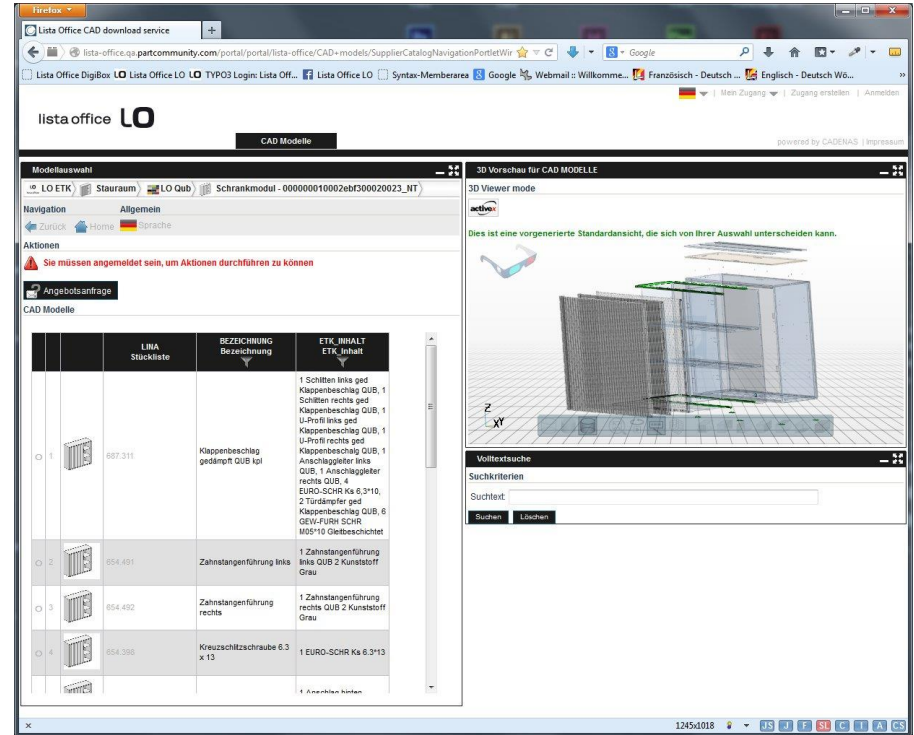 Firefox
Lista Office CAD download service
+
lista-office.qa.partcommunity.com/portal/portal/lista-office/CAD+models/SupplierCatalogNavigationPortletWir
Google
Lista Office DigiBox LO Lista Office LO LO TYPO3 Login: Lista Off... Lista Office LO Syntax-Memberarea Google Webmail :: Willkomme... Französisch - Deutsch ... Englisch - Deutsch Wö... »
| Mein Zugang | Zugang erstellen | Anmelden
lista office LO
CAD Modelle
powered by CADENAS | Impressum
Modellauswahl
LO ETK Stauraum LO Qub Schrankmodul - 000000010002ebf300020023_NT
Navigation Allgemein
Zurück Home Sprache
Aktionen
Sie müssen angemeldet sein, um Aktionen durchführen zu können
Angebotsanfrage
CAD Modelle
LINA
Stückliste
BEZEICHNUNG
Bezeichnung
ETK_INHALT
ETK_Inhalt
1
687.311
Klappenbeschlag
gedämpft QUB kpl
1 Schlitten links ged
Klappenbeschlag QUB, 1
Schlitten rechts ged
Klappenbeschlag QUB, 1
U-Profil links ged
Klappenbeschlag QUB, 1
U-Profil rechts ged
Klappenbeschalg QUB, 1
Anschlaggleiter links
QUB, 1 Anschlaggleiter
rechts QUB, 4
EURO-SCHR Ks 6,3*10,
2 Türdämpfer ged
Klappenbeschlag QUB, 6
GEW-FURH SCHR
M05*10 Gleitbeschichtet
2
654.491
Zahnstangenführung links
1 Zahnstangenführung
links QUB 2 Kunststoff
Grau
3
654.492
Zahnstangenführung
rechts
1 Zahnstangenführung
rechts QUB 2 Kunststoff
Grau
4
654.398
Kreuzschlitzschraube 6.3
x 13
1 EURO-SCHR Ks 6.3*13
1 Anschlag hinten
3D Vorschau für CAD MODELLE
3D Viewer mode
activex
Dies ist eine vorgenerierte Standardansicht, die sich von Ihrer Auswahl unterscheiden kann.
Z
XY
Volltextsuche
Suchkriterien
Suchtext:
Suchen Löschen
×
1245x1018
JS J F SL C I A CS